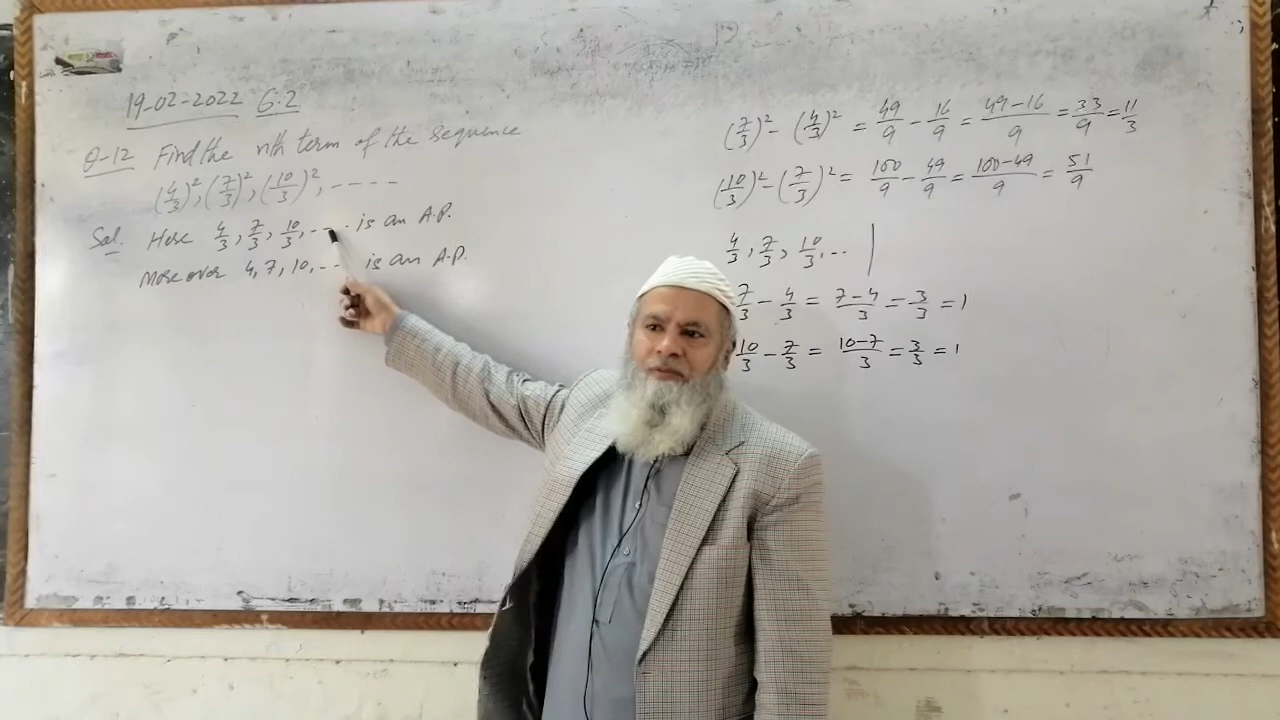 19-02-2022 6.2
Q-12 Find the nth term of the sequence
(4/3)², (7/3)², (10/3)², ----
Sol. Here 4/3, 7/3, 10/3, --- is an A.P.
Moreover 4, 7, 10, --- is an A.P.
(7/3)² - (4/3)² = 49/9 - 16/9 = 49-16/9 = 33/9 = 11/3
(10/3)² - (7/3)² = 100/9 - 49/9 = 100-49/9 = 51/9
4/3, 7/3, 10/3, ...
7/3 - 4/3 = 7-4/3 = 3/3 = 1
10/3 - 7/3 = 10-7/3 = 3/3 = 1